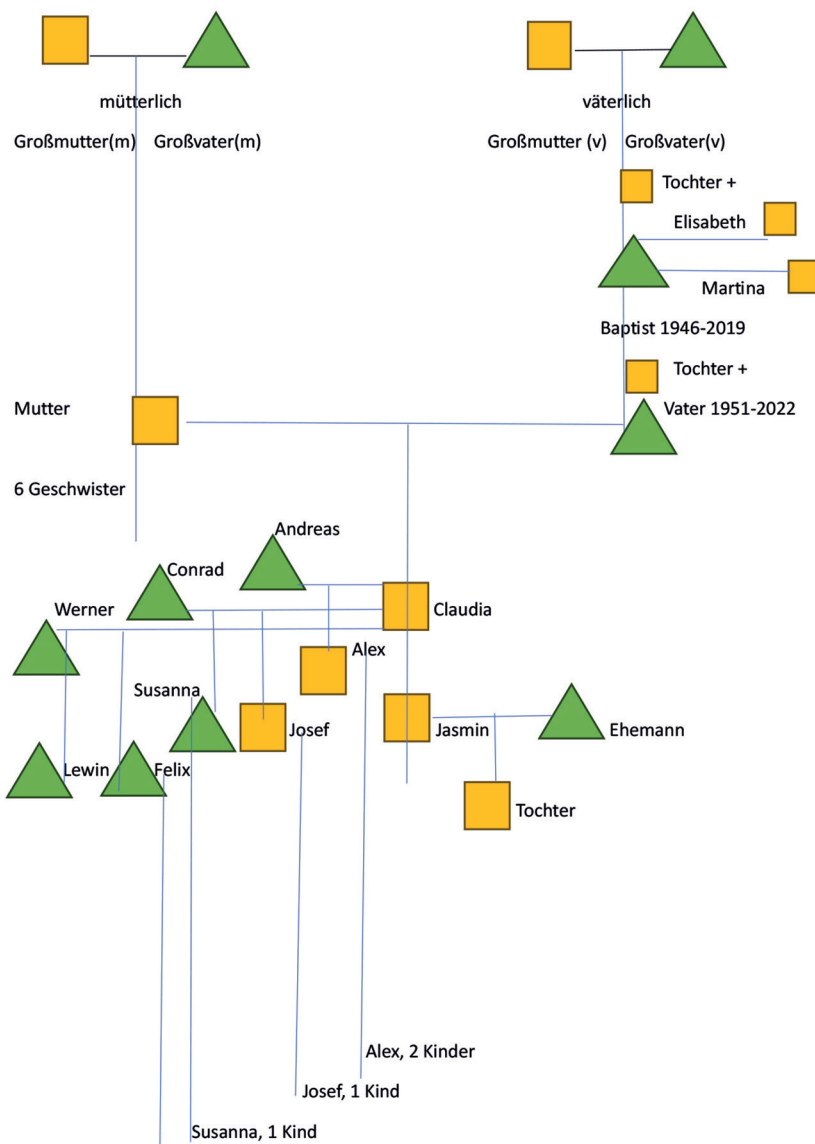 mütterlich
väterlich
Großmutter(m) Großvater(m)
Großmutter (v) Großvater(v)
Tochter +
Elisabeth
Martina
Baptist 1946-2019
Tochter +
Mutter
Vater 1951-2022
6 Geschwister
Andreas
Conrad
Werner
Claudia
Alex
Susanna
Josef
Jasmin
Ehemann
Lewin
Felix
Tochter
Alex, 2 Kinder
Josef, 1 Kind
Susanna, 1 Kind